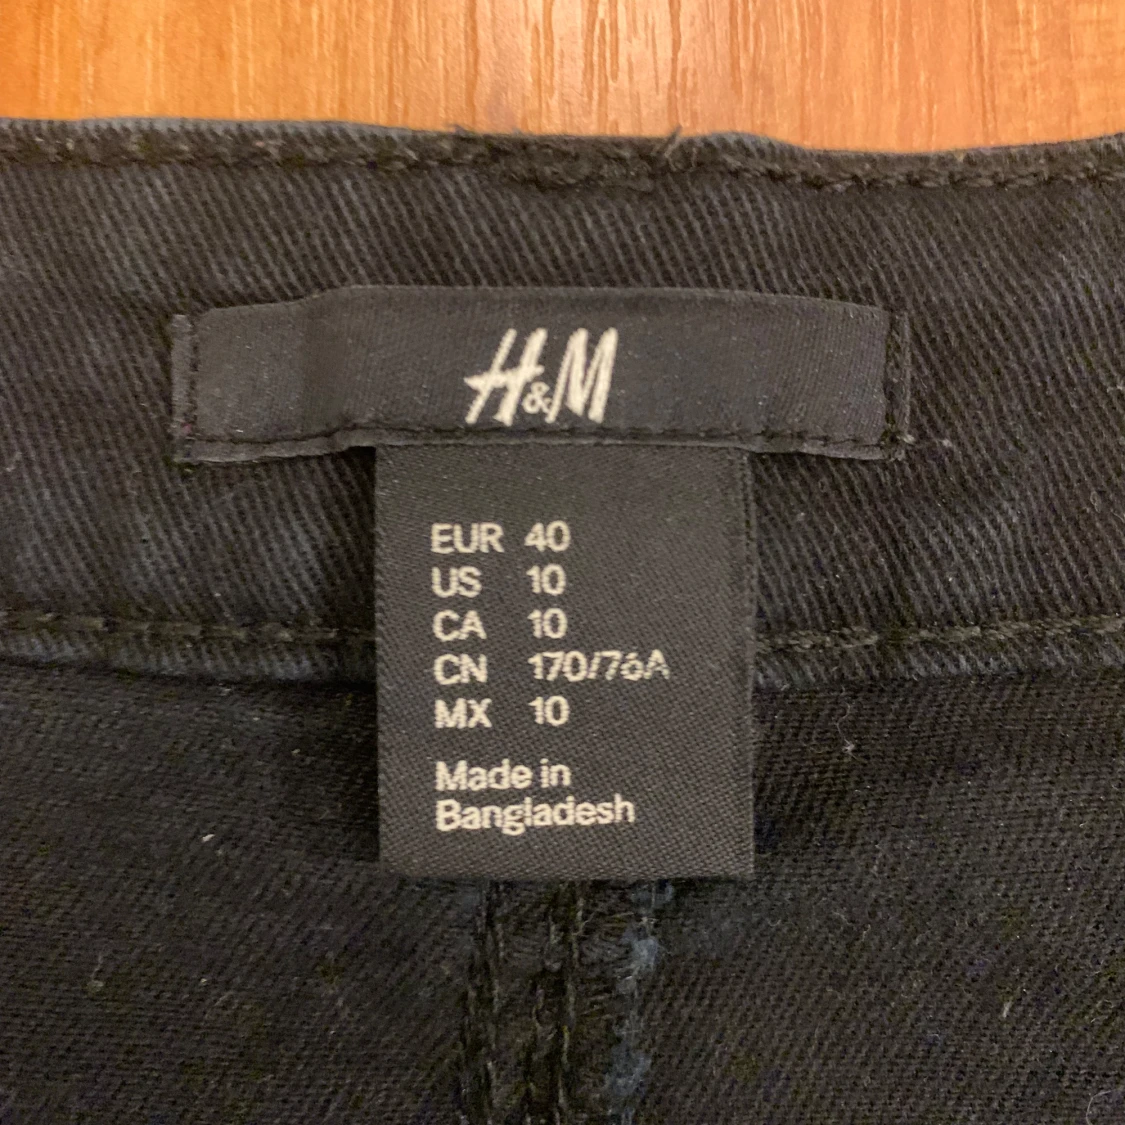 H&M
EUR 40
US 10
CA 10
CN 170/76A
MX 10
Made in
Bangladesh